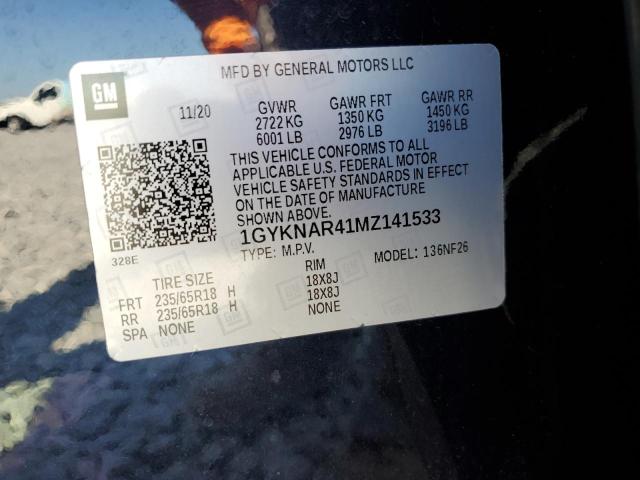 MFD BY GENERAL MOTORS LLC
GM
11/20 GVWR GAWR FRT GAWR RR
2722 KG 1350 KG 1450 KG
6001 LB 2976 LB 3196 LB
THIS VEHICLE CONFORMS TO ALL
APPLICABLE U.S. FEDERAL MOTOR
VEHICLE SAFETY STANDARDS IN EFFECT
ON THE DATE OF MANUFACTURE
SHOWN ABOVE.
1GYKNAR41MZ141533
328E TYPE: M.P.V. MODEL: 136NF26
TIRE SIZE RIM
FRT 235/65R18 H 18X8J
RR 235/65R18 H 18X8J
SPA NONE NONE